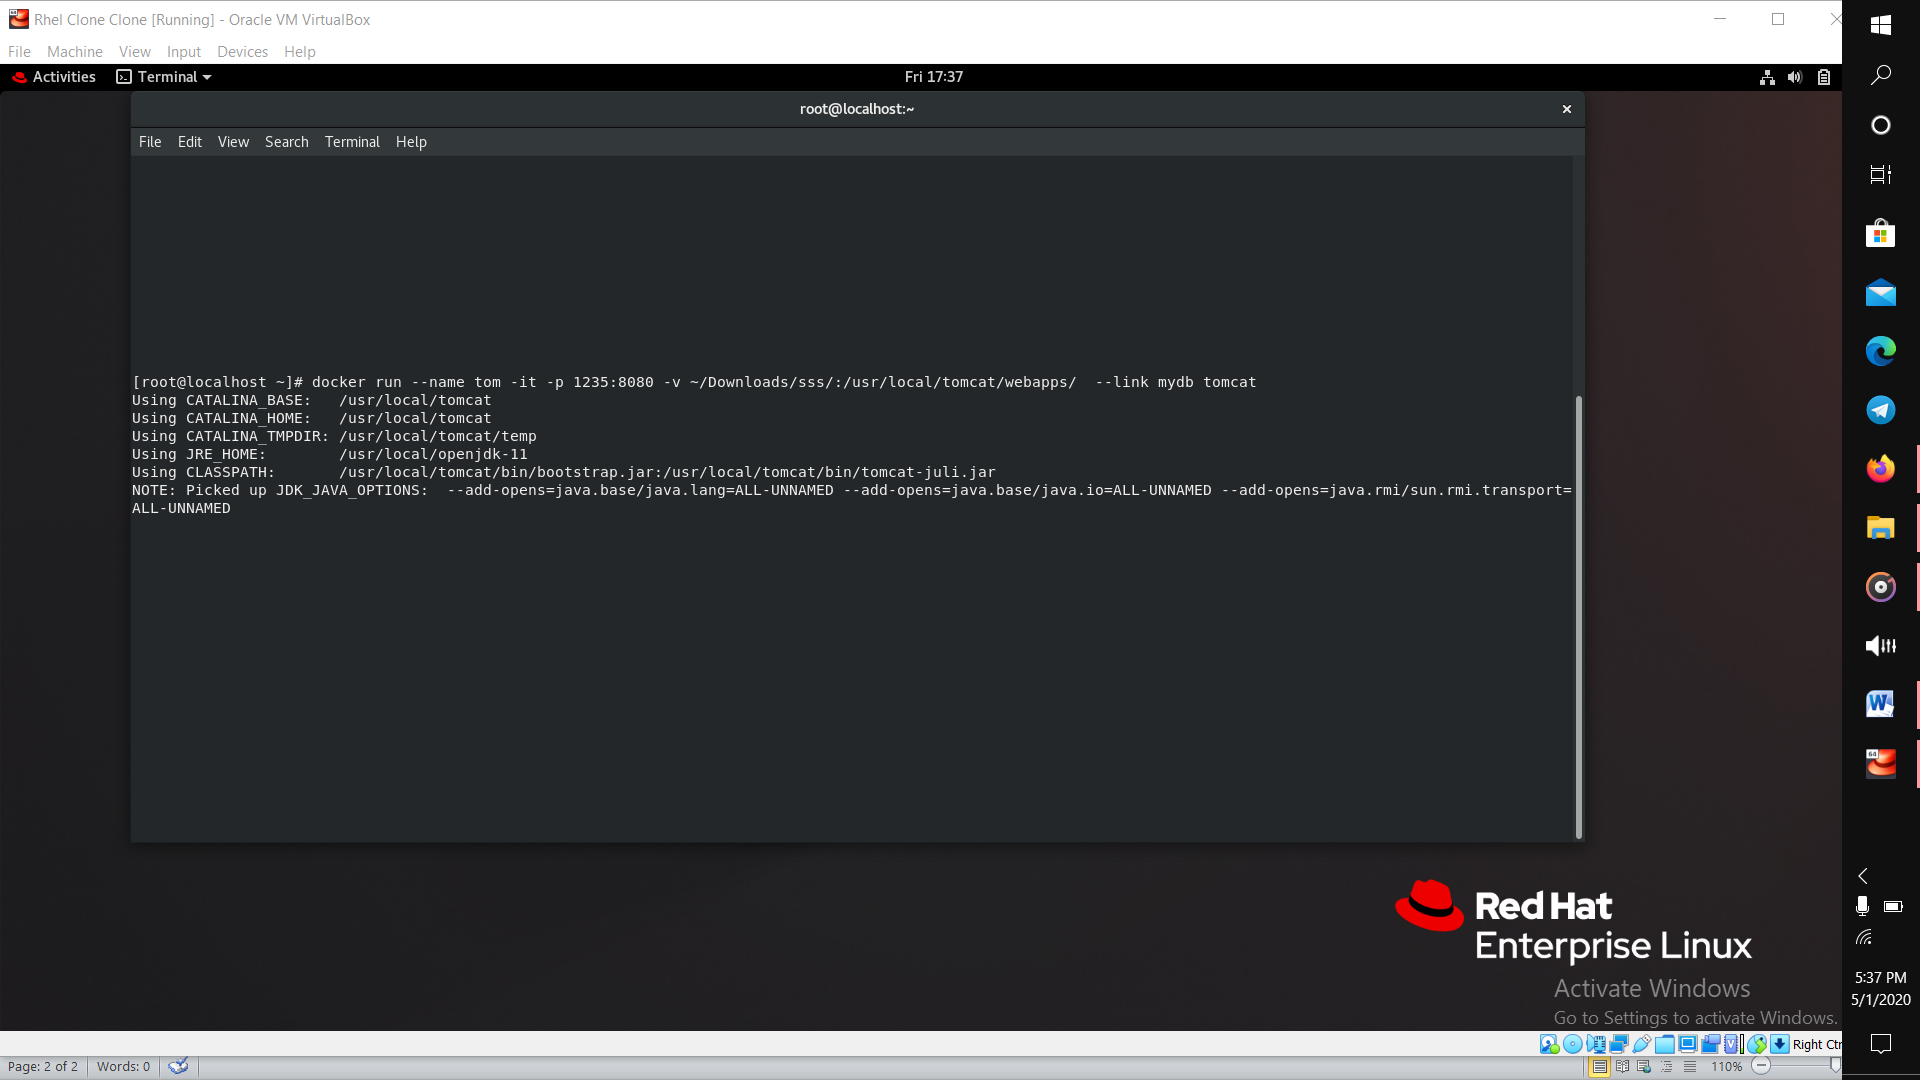 Rhel Clone Clone [Running] - Oracle VM VirtualBox
File Machine View Input Devices Help
Activities Terminal Fri 17:37
root@localhost:~
File Edit View Search Terminal Help
[root@localhost ~]# docker run --name tom -it -p 1235:8080 -v ~/Downloads/sss/:/usr/local/tomcat/webapps/  --link mydb tomcat
Using CATALINA_BASE:   /usr/local/tomcat
Using CATALINA_HOME:   /usr/local/tomcat
Using CATALINA_TMPDIR: /usr/local/tomcat/temp
Using JRE_HOME:        /usr/local/openjdk-11
Using CLASSPATH:       /usr/local/tomcat/bin/bootstrap.jar:/usr/local/tomcat/bin/tomcat-juli.jar
NOTE: Picked up JDK_JAVA_OPTIONS:  --add-opens=java.base/java.lang=ALL-UNNAMED --add-opens=java.base/java.io=ALL-UNNAMED --add-opens=java.rmi/sun.rmi.transport=
ALL-UNNAMED
Red Hat
Enterprise Linux
Activate Windows
Go to Settings to activate Windows.
64
5:37 PM
5/1/2020
Right Ctr
Page: 2 of 2 Words: 0 110%